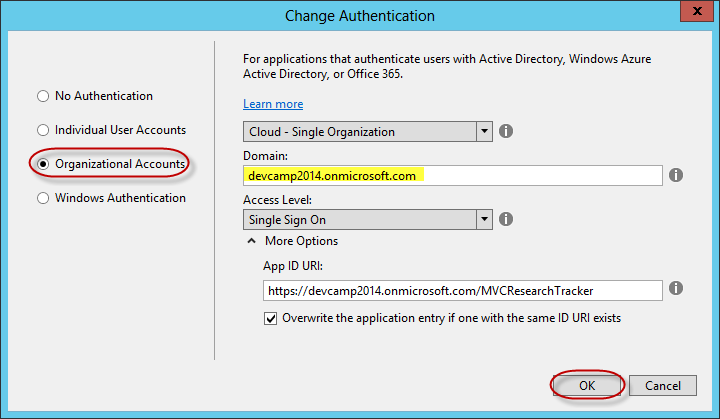 Change Authentication
x
No Authentication
Individual User Accounts
Organizational Accounts
Windows Authentication
For applications that authenticate users with Active Directory, Windows Azure
Active Directory, or Office 365.
Learn more
Cloud - Single Organization
Domain:
devcamp2014.onmicrosoft.com
Access Level:
Single Sign On
More Options
App ID URI:
https://devcamp2014.onmicrosoft.com/MVCResearchTracker
Overwrite the application entry if one with the same ID URI exists
OK
Cancel